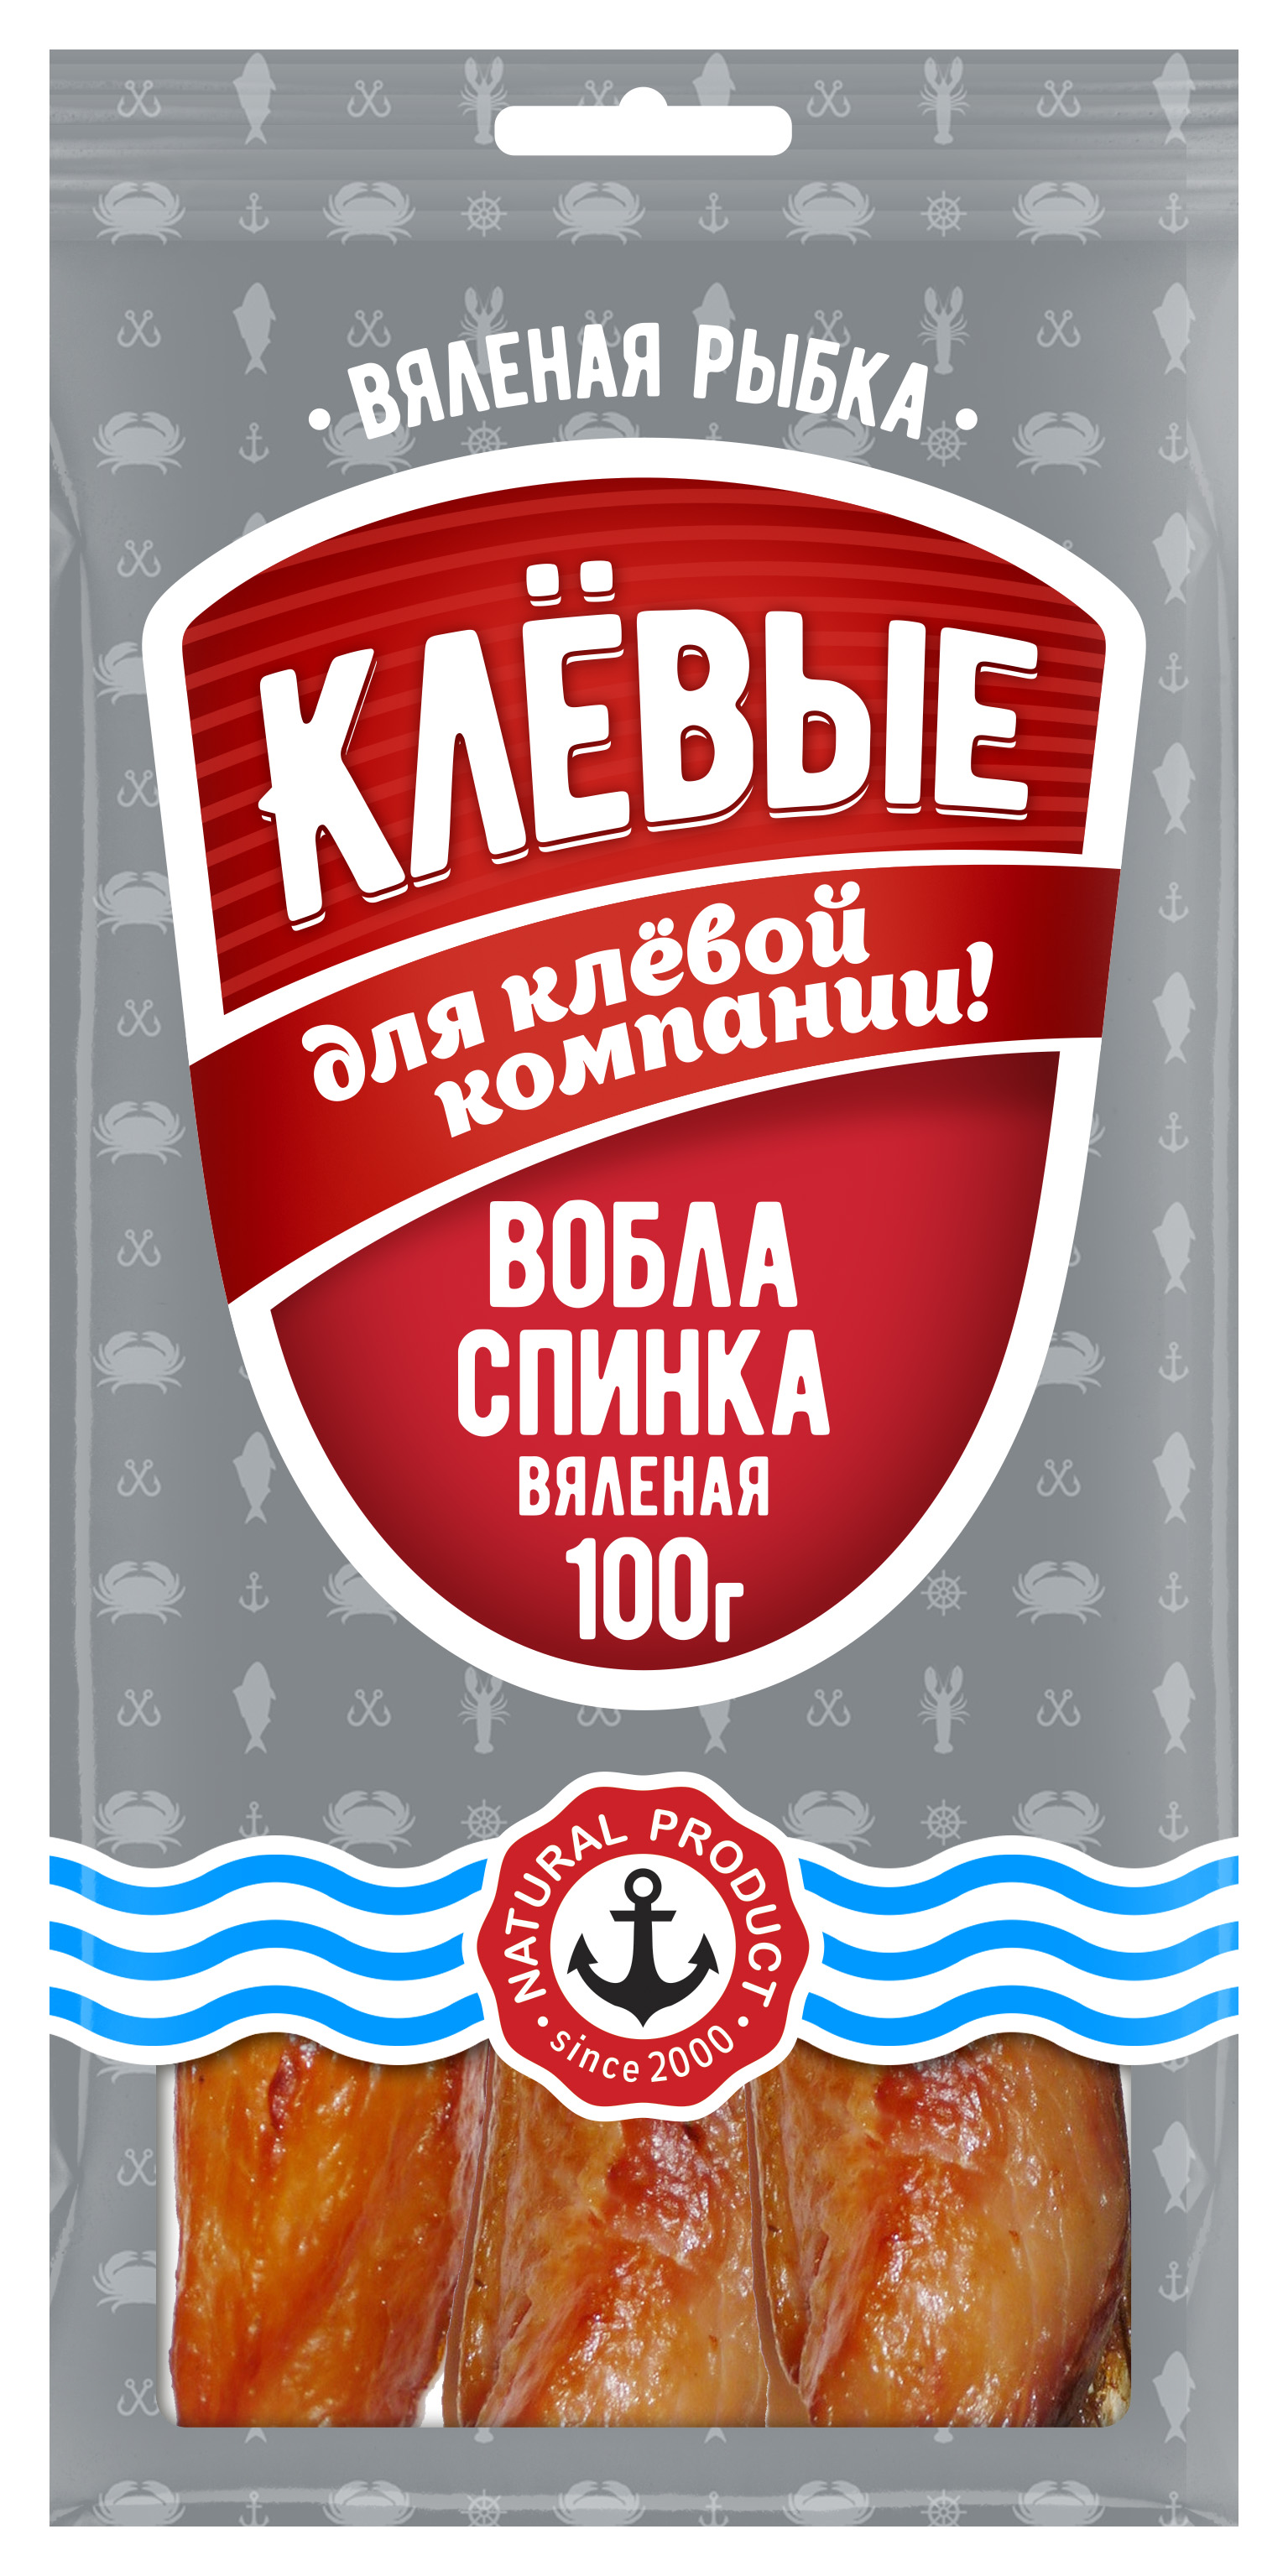 • ВЯЛЕНАЯ РЫБКА •
КЛЁВЫЕ
для клёвой
компании!
ВОБЛА
СПИНКА
ВЯЛЕНАЯ
100г
NATURAL PRODUCT
• since 2000 •